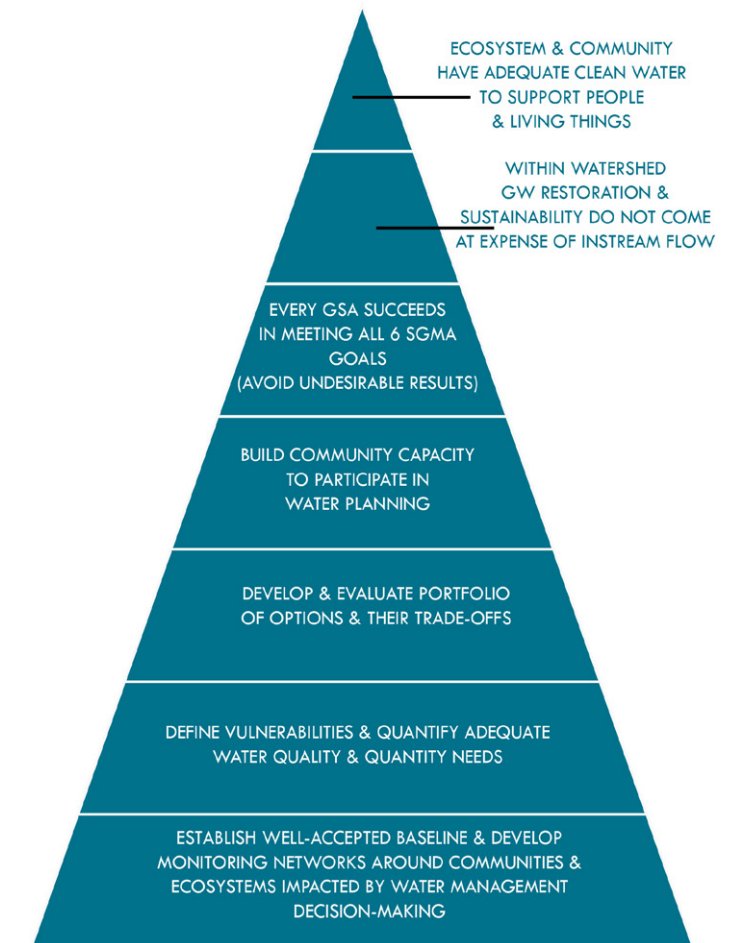 ECOSYSTEM & COMMUNITY
HAVE ADEQUATE CLEAN WATER
TO SUPPORT PEOPLE
& LIVING THINGS
WITHIN WATERSHED
GW RESTORATION &
SUSTAINABILITY DO NOT COME
AT EXPENSE OF INSTREAM FLOW
EVERY GSA SUCCEEDS
IN MEETING ALL 6 SGMA
GOALS
(AVOID UNDESIRABLE RESULTS)
BUILD COMMUNITY CAPACITY
TO PARTICIPATE IN
WATER PLANNING
DEVELOP & EVALUATE PORTFOLIO
OF OPTIONS & THEIR TRADE-OFFS
DEFINE VULNERABILITIES & QUANTIFY ADEQUATE
WATER QUALITY & QUANTITY NEEDS
ESTABLISH WELL-ACCEPTED BASELINE & DEVELOP
MONITORING NETWORKS AROUND COMMUNITIES &
ECOSYSTEMS IMPACTED BY WATER MANAGEMENT
DECISION-MAKING